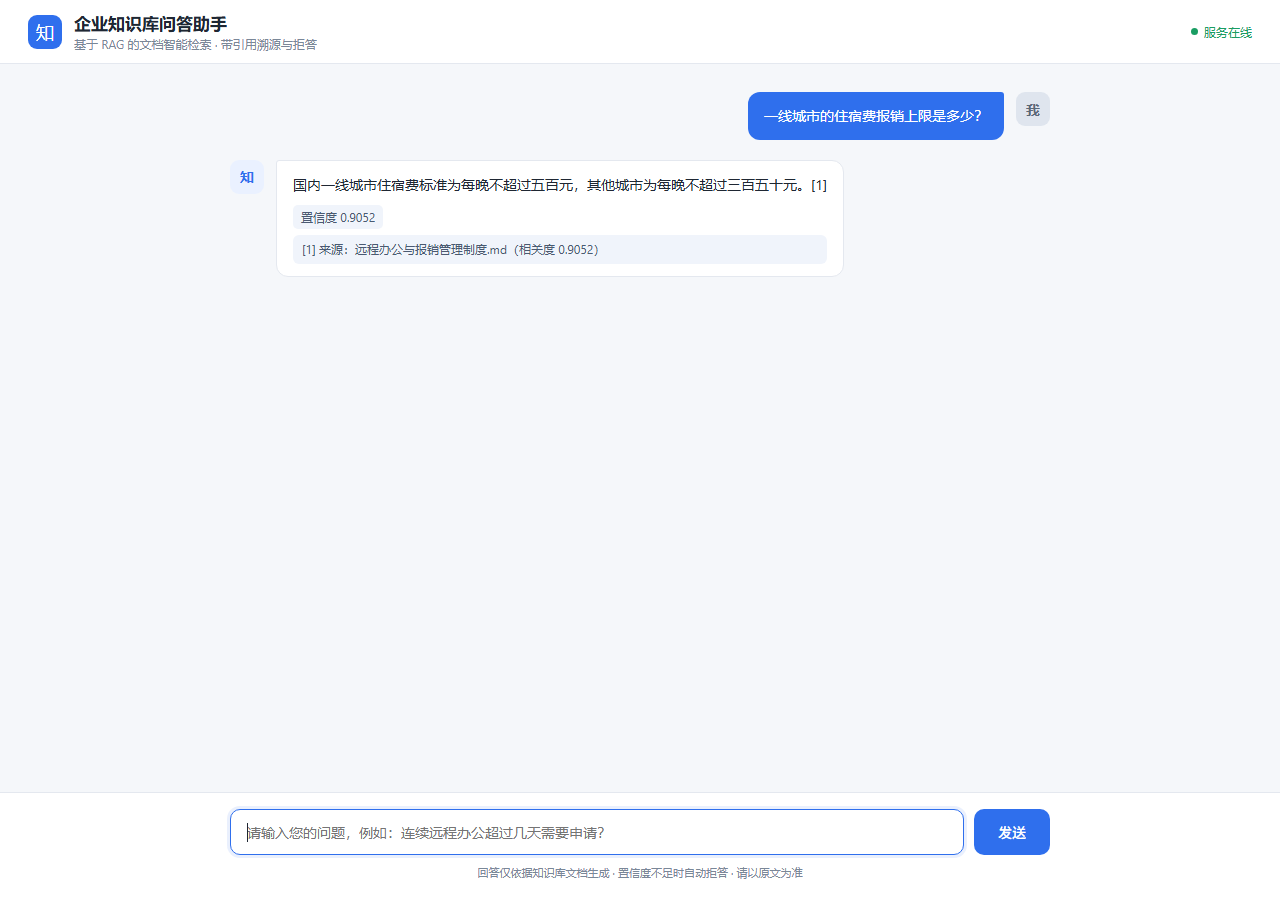 知
企业知识库问答助手
基于 RAG 的文档智能检索 · 带引用溯源与拒答
服务在线
一线城市的住宿费报销上限是多少？
我
知
国内一线城市住宿费标准为每晚不超过五百元，其他城市为每晚不超过三百五十元。[1]
置信度 0.9052
[1] 来源：远程办公与报销管理制度.md（相关度 0.9052）
请输入您的问题，例如：连续远程办公超过几天需要申请？
发送
回答仅依据知识库文档生成 · 置信度不足时自动拒答 · 请以原文为准